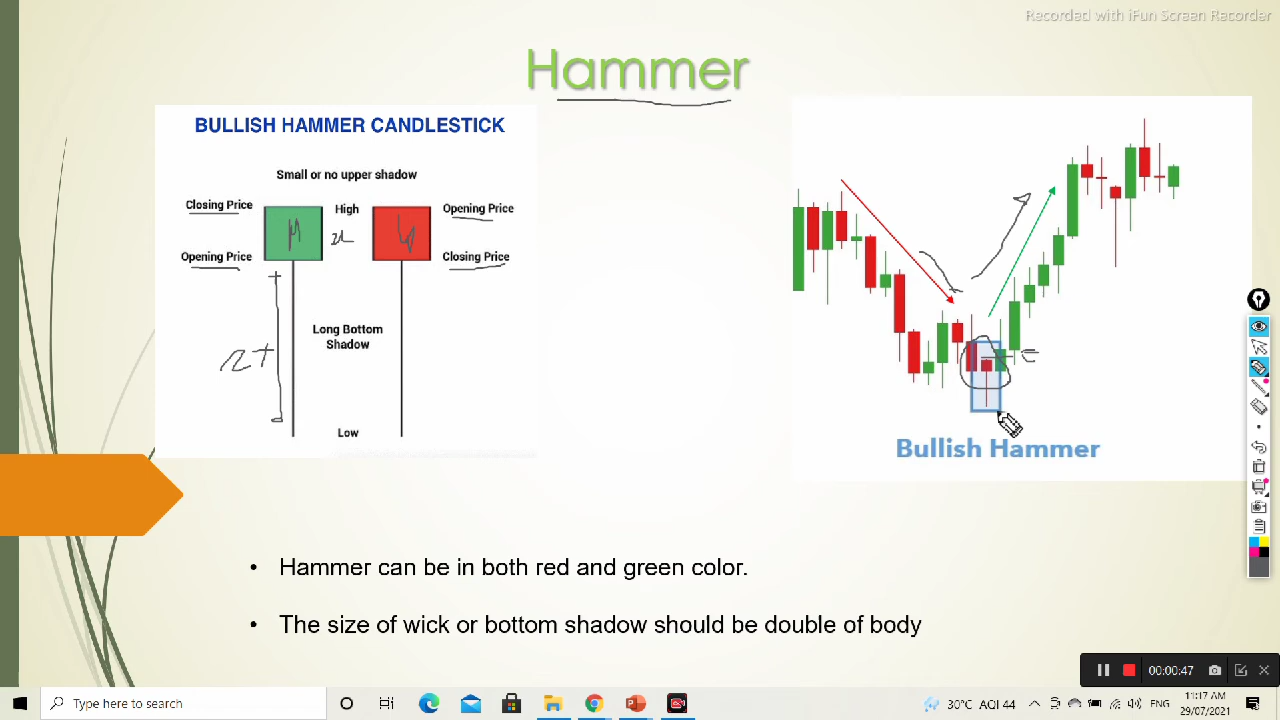 Recorded with iFun Screen Recorder
Hammer
BULLISH HAMMER CANDLESTICK
Small or no upper shadow
Closing Price
High
Opening Price
Opening Price
Closing Price
Long Bottom
Shadow
Low
Bullish Hammer
• Hammer can be in both red and green color.
• The size of wick or bottom shadow should be double of body
00:00:47
Type here to search
30°C AQI 44
ENG
11:17 AM
29/07/2021